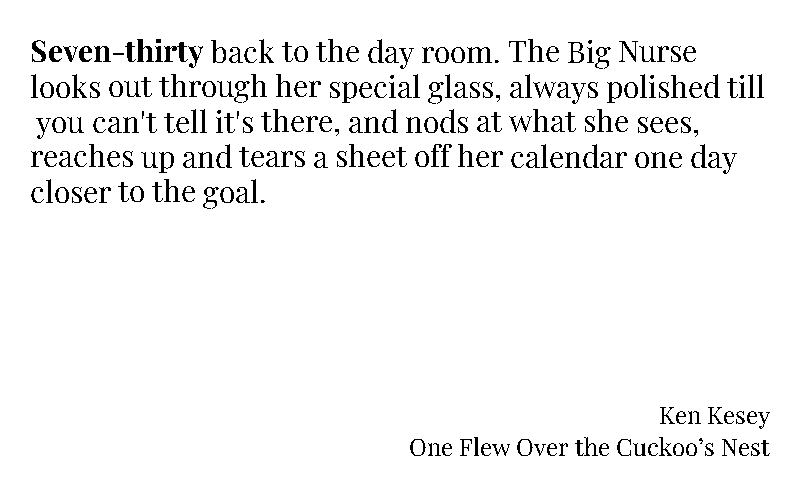 Seven-thirty back to the day room. The Big Nurse
looks out through her special glass, always polished till
you can't tell it's there, and nods at what she sees,
reaches up and tears a sheet off her calendar one day
closer to the goal.
Ken Kesey
One Flew Over the Cuckoo’s Nest